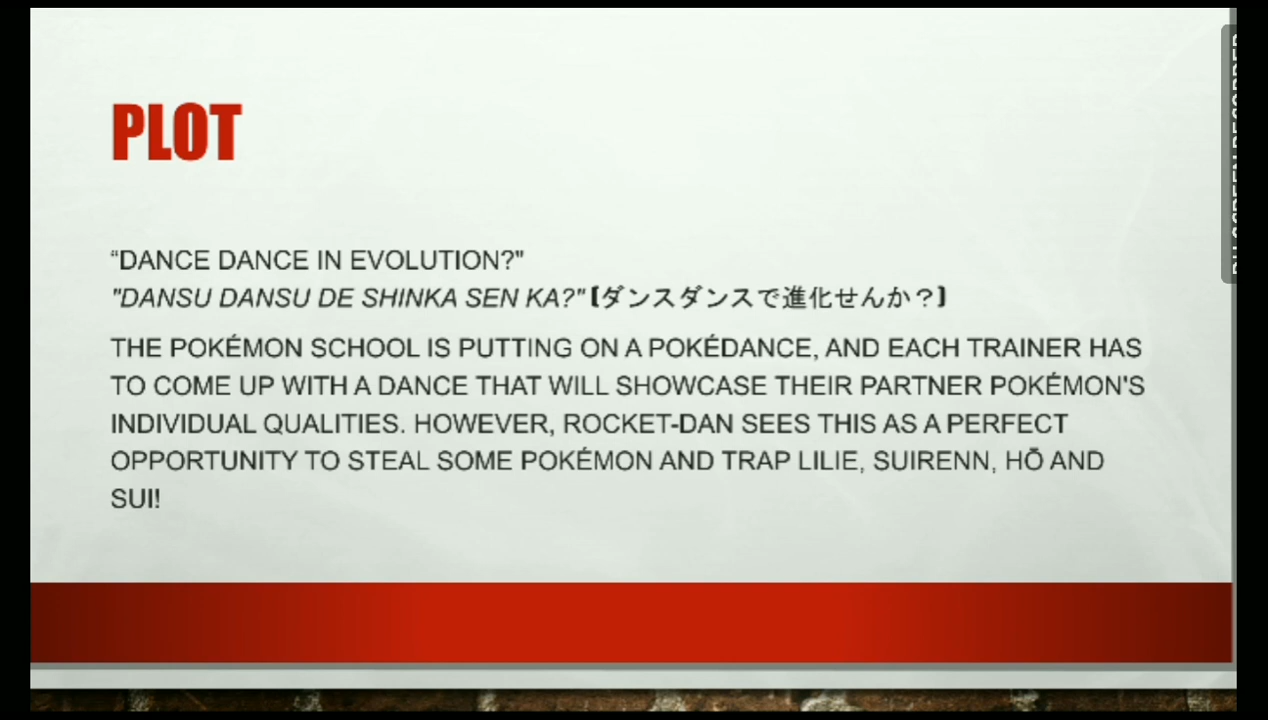 PLOT
“DANCE DANCE IN EVOLUTION?"
"DANSU DANSU DE SHINKA SEN KA?" (ダンスダンスで進化せんか？)
THE POKÉMON SCHOOL IS PUTTING ON A POKÉDANCE, AND EACH TRAINER HAS
TO COME UP WITH A DANCE THAT WILL SHOWCASE THEIR PARTNER POKÉMON'S
INDIVIDUAL QUALITIES. HOWEVER, ROCKET-DAN SEES THIS AS A PERFECT
OPPORTUNITY TO STEAL SOME POKÉMON AND TRAP LILIE, SUIRENN, HŌ AND
SUI!